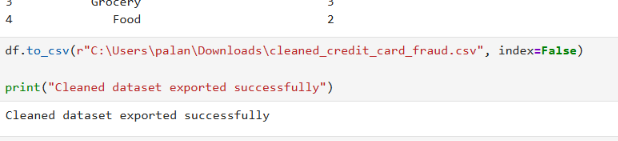 3 Grocery 3
4 Food 2
df.to_csv(r"C:\Users\palan\Downloads\cleaned_credit_card_fraud.csv", index=False)
print("Cleaned dataset exported successfully")
Cleaned dataset exported successfully